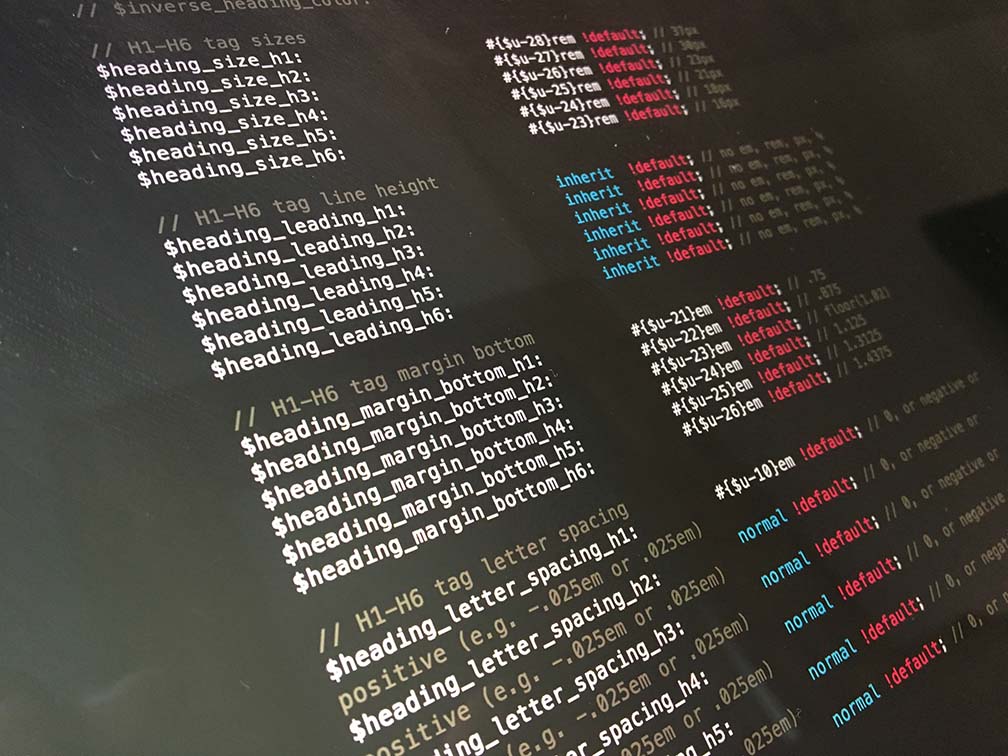 // $inverse_heading_color:
// H1-H6 tag sizes
$heading_size_h1: #{$u-28}rem !default; //
$heading_size_h2: #{$u-27}rem !default; //
$heading_size_h3: #{$u-26}rem !default; // 23px
$heading_size_h4: #{$u-25}rem !default; // 21px
$heading_size_h5: #{$u-24}rem !default; // 18px
$heading_size_h6: #{$u-23}rem !default; // 16px
// H1-H6 tag line height
$heading_leading_h1: inherit !default; // no em, rem, px, %
$heading_leading_h2: inherit !default; // no em, rem, px, %
$heading_leading_h3: inherit !default; // no em, rem, px, %
$heading_leading_h4: inherit !default; // no em, rem, px, %
$heading_leading_h5: inherit !default; // no em, rem, px, %
$heading_leading_h6: inherit !default; // no em, rem, px, %
// H1-H6 tag margin bottom
$heading_margin_bottom_h1: #{$u-21}em !default; // .75
$heading_margin_bottom_h2: #{$u-22}em !default; // .875
$heading_margin_bottom_h3: #{$u-23}em !default; // floor(1.02)
$heading_margin_bottom_h4: #{$u-24}em !default; // 1.125
$heading_margin_bottom_h5: #{$u-25}em !default; // 1.3125
$heading_margin_bottom_h6: #{$u-26}em !default; // 1.4375
// H1-H6 tag letter spacing
$heading_letter_spacing_h1: #{$u-10}em !default; // 0, or negative or
positive (e.g. -.025em or .025em)
$heading_letter_spacing_h2: normal !default; // 0, or negative or
positive (e.g. -.025em or .025em)
ding_letter_spacing_h3: normal !default; // 0, or negative or
(e.g. -.025em or .025em)
er_spacing_h4: normal !default; // 0, or negative
-.025em or .025em)
g_h5: normal !default; // 0, or neg
025em)
normal !default; // 0, or